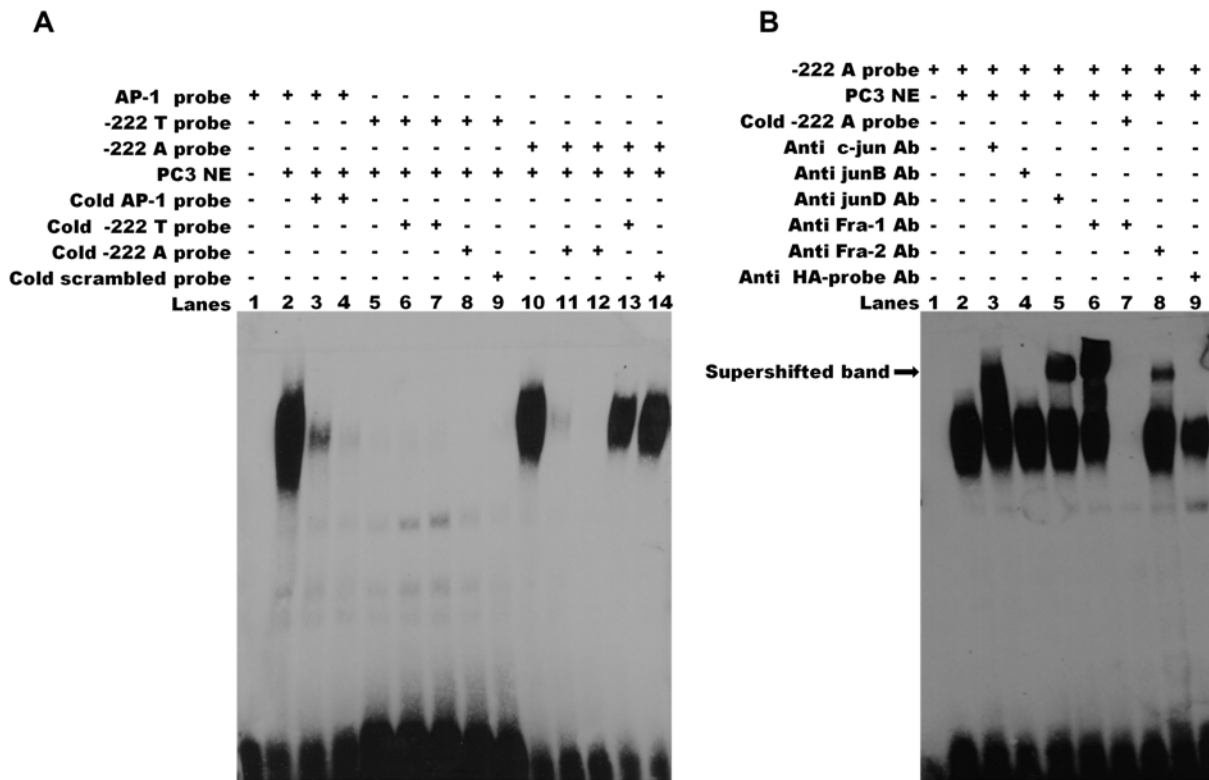 A
AP-1 probe + + + + - - - - - - - - - -
-222 T probe - - - - + + + + + - - - - -
-222 A probe - - - - - - - - - + + + + +
PC3 NE - + + + + + + + + + + + + +
Cold AP-1 probe - - + + - - - - - - - - - -
Cold -222 T probe - - - - - + + - - - - - + -
Cold -222 A probe - - - - - - - + - - + + - -
Cold scrambled probe - - - - - - - - + - - - - +
Lanes 1 2 3 4 5 6 7 8 9 10 11 12 13 14
B
-222 A probe + + + + + + + + +
PC3 NE - + + + + + + + +
Cold -222 A probe - - - - - - + - -
Anti c-jun Ab - - + - - - - - -
Anti junB Ab - - - + - - - - -
Anti junD Ab - - - - + - - - -
Anti Fra-1 Ab - - - - - + + - -
Anti Fra-2 Ab - - - - - - - + -
Anti HA-probe Ab - - - - - - - - +
Lanes 1 2 3 4 5 6 7 8 9
Supershifted band